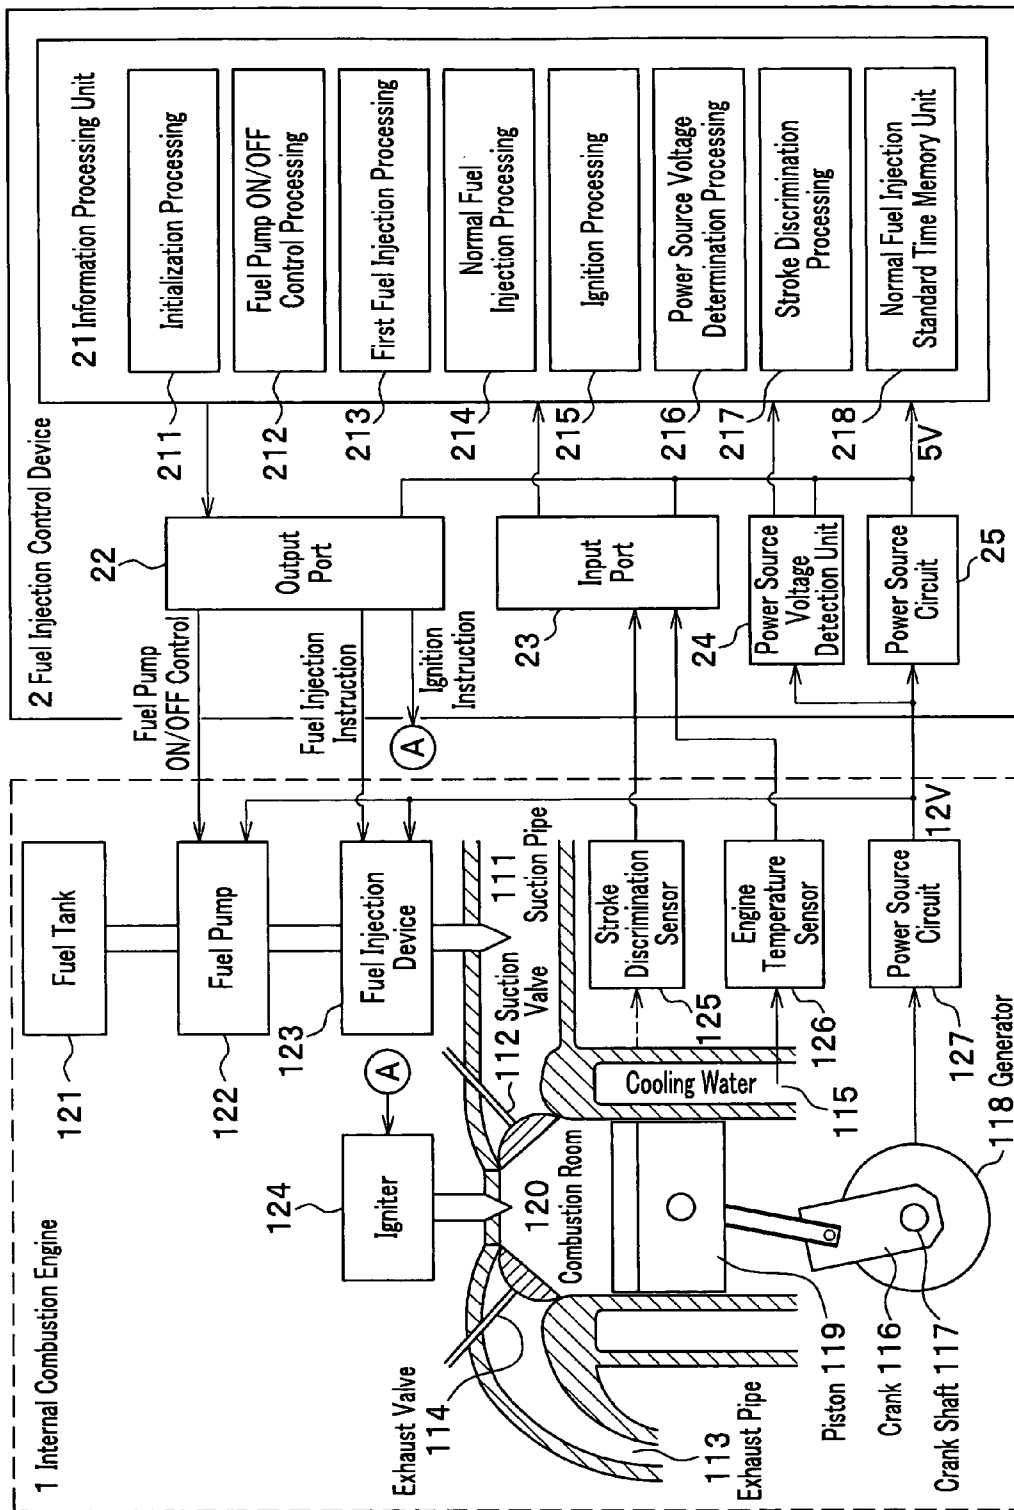 1 Internal Combustion Engine
121
Fuel Tank
122
Fuel Pump
123
Fuel Injection
Device
124
Igniter
A
111
Suction Pipe
112 Suction
Valve
Exhaust Valve
114
113
Exhaust Pipe
120
Combustion Room
Cooling Water
115
Stroke
Discrimination
Sensor
125
Engine
Temperature
Sensor
126
Power Source
Circuit
127
12V
118 Generator
Piston 119
Crank 116
Crank Shaft 117
2 Fuel Injection Control Device
Fuel Pump
ON/OFF Control
Fuel Injection
Instruction
Ignition
Instruction
A
22
Output
Port
23
Input
Port
24
Power Source
Voltage
Detection Unit
25
Power Source
Circuit
5V
21 Information Processing Unit
211
Initialization Processing
212
Fuel Pump ON/OFF
Control Processing
213
First Fuel Injection Processing
214
Normal Fuel
Injection Processing
215
Ignition Processing
216
Power Source Voltage
Determination Processing
217
Stroke Discrimination
Processing
218
Normal Fuel Injection
Standard Time Memory Unit